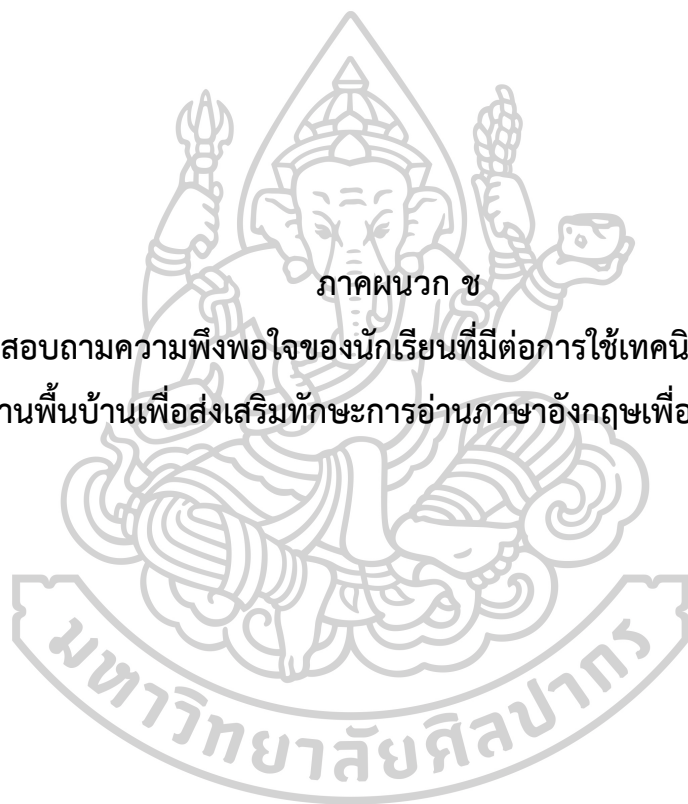 ภาคผนวก ช
สอบถามความพึงพอใจของนักเรียนที่มีต่อการใช้เทคนิ
านพื้นบ้านเพื่อส่งเสริมทักษะการอ่านภาษาอังกฤษเพื่อ
มหาวิทยาลัยศิลปากร